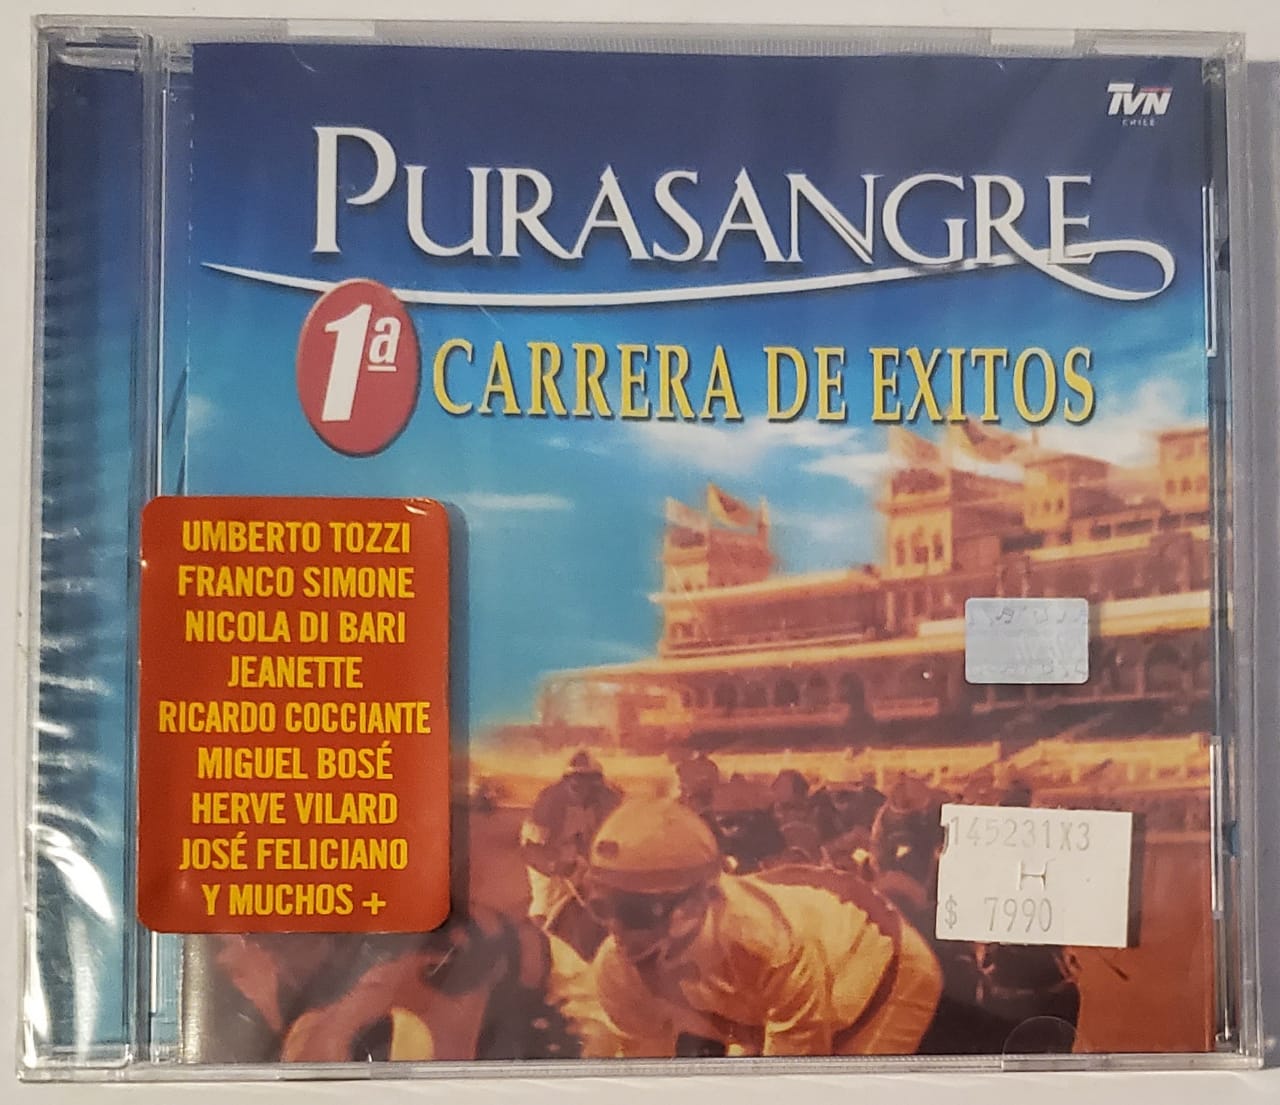 TVN
CHILE
PURASANGRE
1ª CARRERA DE EXITOS
UMBERTO TOZZI
FRANCO SIMONE
NICOLA DI BARI
JEANETTE
RICARDO COCCIANTE
MIGUEL BOSÉ
HERVE VILARD
JOSÉ FELICIANO
Y MUCHOS +
145231X3
H
$ 7990